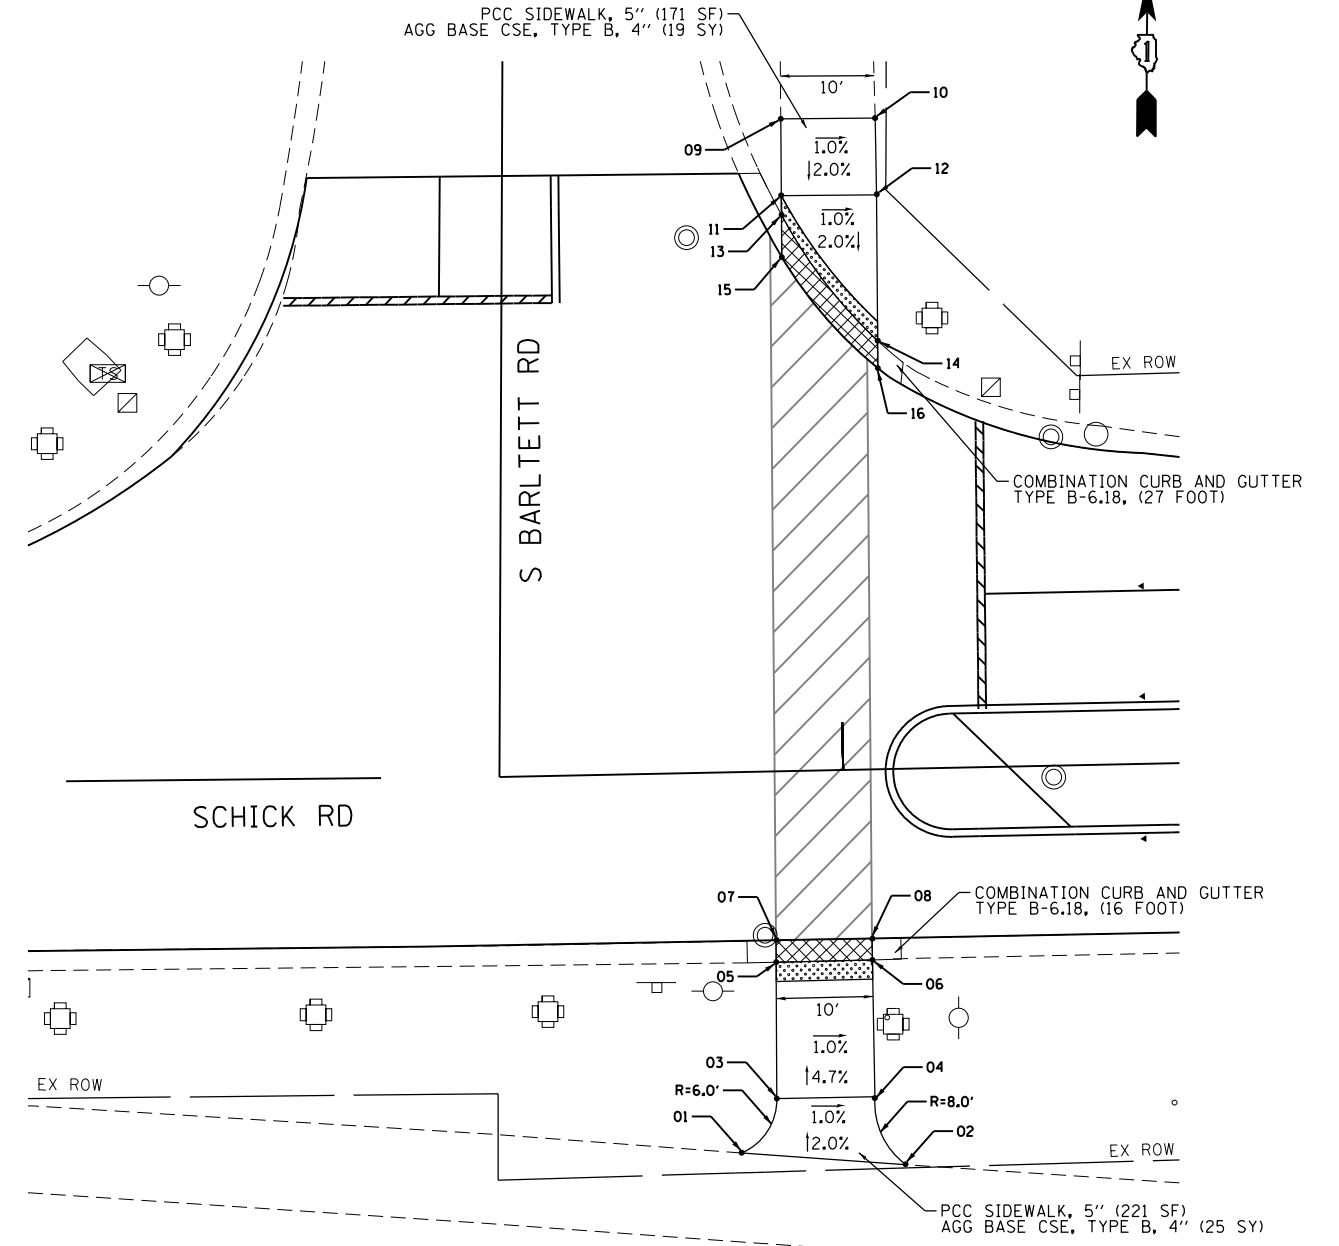 PCC SIDEWALK, 5" (171 SF)
AGG BASE CSE, TYPE B, 4" (19 SY)
1
10'
10
09
1.0%
2.0%
12
11
1.0%
13
2.0%
15
14
EX ROW
16
TS
S BARLTETT RD
COMBINATION CURB AND GUTTER
TYPE B-6.18, (27 FOOT)
SCHICK RD
07
08
COMBINATION CURB AND GUTTER
TYPE B-6.18, (16 FOOT)
05
06
10'
1.0%
03
04
4.7%
EX ROW
R=6.0'
R=8.0'
01
1.0%
02
2.0%
EX ROW
PCC SIDEWALK, 5" (221 SF)
AGG BASE CSE, TYPE B, 4" (25 SY)